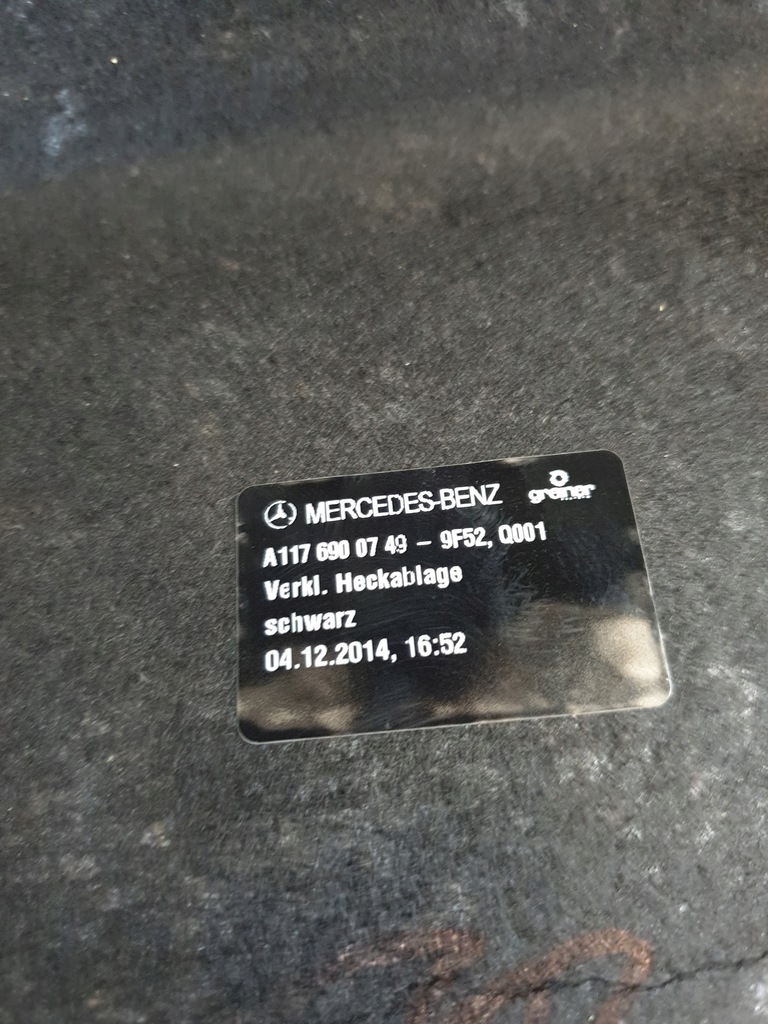 MERCEDES-BENZ greiner
A117 690 07 49 - 9F52, Q001
Verkl. Heckablage
schwarz
04.12.2014, 16:52